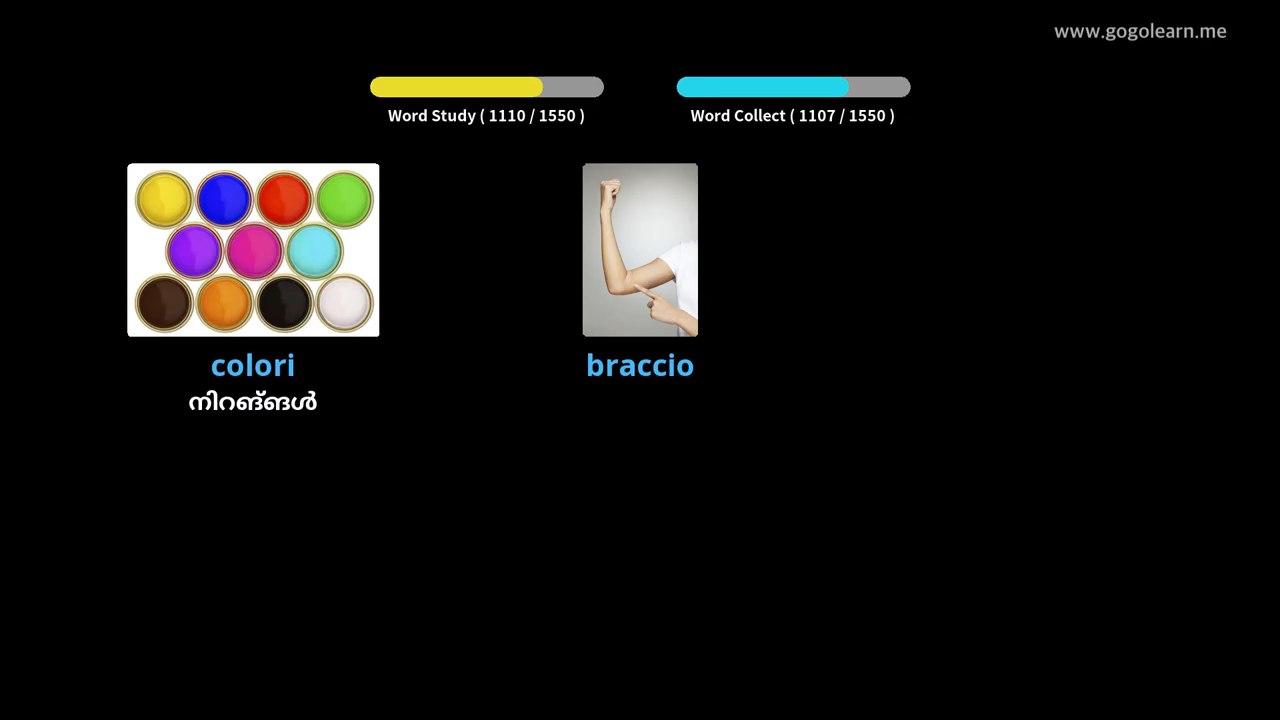 www.gogolearn.me
Word Study ( 1110 / 1550 )
Word Collect ( 1107 / 1550 )
colori
നിറങ്ങൾ
braccio